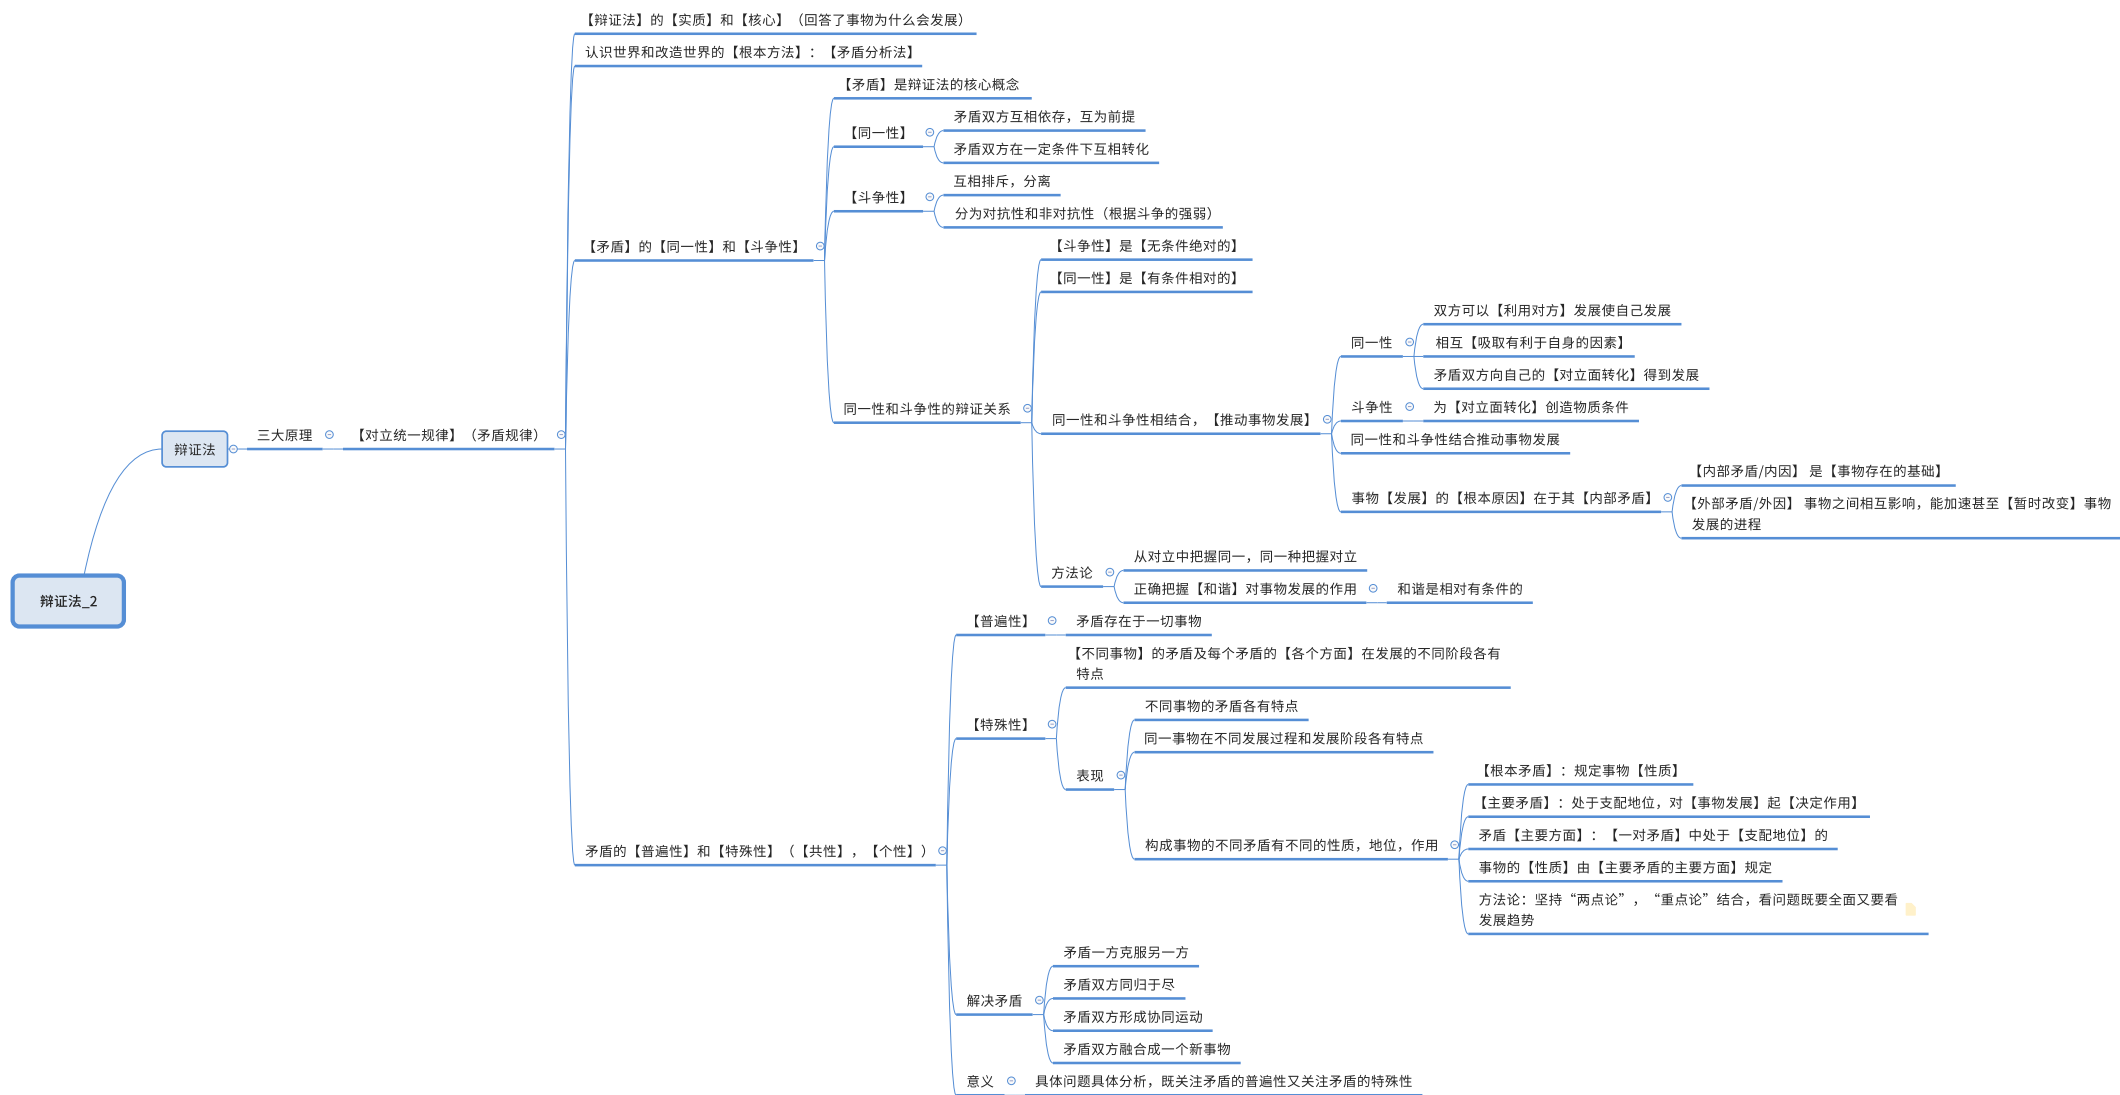 【辩证法】的【实质】和【核心】（回答了事物为什么会发展）
认识世界和改造世界的【根本方法】：【矛盾分析法】
【矛盾】是辩证法的核心概念
矛盾双方互相依存，互为前提
【同一性】
矛盾双方在一定条件下互相转化
互相排斥，分离
【斗争性】
分为对抗性和非对抗性（根据斗争的强弱）
【矛盾】的【同一性】和【斗争性】
【斗争性】是【无条件绝对的】
【同一性】是【有条件相对的】
双方可以【利用对方】发展使自己发展
同一性
相互【吸取有利于自身的因素】
矛盾双方向自己的【对立面转化】得到发展
同一性和斗争性的辩证关系
同一性和斗争性相结合，【推动事物发展】
斗争性
为【对立面转化】创造物质条件
同一性和斗争性结合推动事物发展
辩证法
三大原理
【对立统一规律】（矛盾规律）
【内部矛盾/内因】 是【事物存在的基础】
事物【发展】的【根本原因】在于其【内部矛盾】
【外部矛盾/外因】 事物之间相互影响，能加速甚至【暂时改变】事物
发展的进程
从对立中把握同一，同一种把握对立
方法论
正确把握【和谐】对事物发展的作用
和谐是相对有条件的
辩证法_2
【普遍性】
矛盾存在于一切事物
【不同事物】的矛盾及每个矛盾的【各个方面】在发展的不同阶段各有
特点
【特殊性】
不同事物的矛盾各有特点
同一事物在不同发展过程和发展阶段各有特点
表现
【根本矛盾】：规定事物【性质】
【主要矛盾】：处于支配地位，对【事物发展】起【决定作用】
矛盾【主要方面】：【一对矛盾】中处于【支配地位】的
构成事物的不同矛盾有不同的性质，地位，作用
矛盾的【普遍性】和【特殊性】（【共性】，【个性】）
事物的【性质】由【主要矛盾的主要方面】规定
方法论：坚持“两点论”，“重点论”结合，看问题既要全面又要看
发展趋势
矛盾一方克服另一方
矛盾双方同归于尽
解决矛盾
矛盾双方形成协同运动
矛盾双方融合成一个新事物
意义
具体问题具体分析，既关注矛盾的普遍性又关注矛盾的特殊性